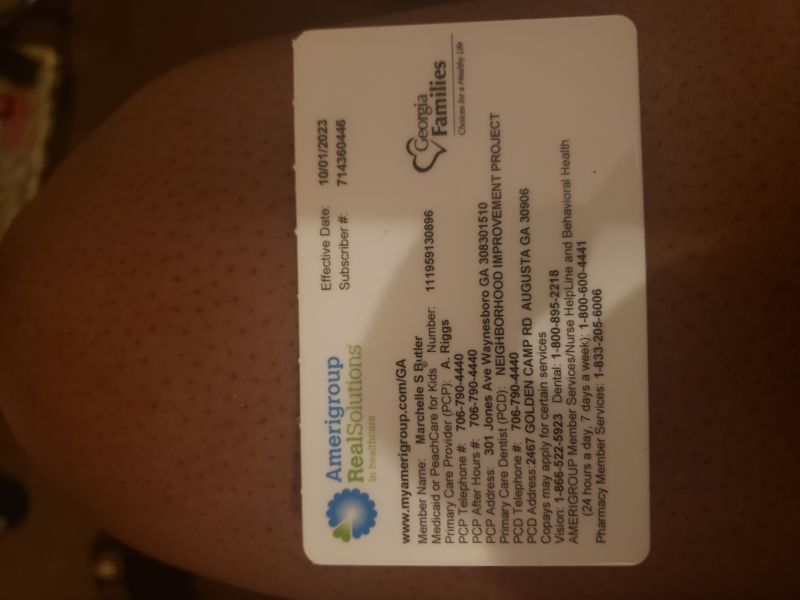 Amerigroup
RealSolutions
in healthcare
Effective Date: 10/01/2023
Subscriber #: 714360446
www.myamerigroup.com/GA
Member Name: Marchelle S Butler
Medicaid or PeachCare for Kids® Number: 111959130896
Primary Care Provider (PCP): A. Riggs
PCP Telephone #: 706-790-4440
PCP After Hours #: 706-790-4440
PCP Address: 301 Jones Ave Waynesboro GA 308301510
Primary Care Dentist (PCD): NEIGHBORHOOD IMPROVEMENT PROJECT
PCD Telephone #: 706-790-4440
PCD Address:2467 GOLDEN CAMP RD AUGUSTA GA 30906
Copays may apply for certain services
Vision: 1-866-522-5923 Dental: 1-800-895-2218
AMERIGROUP Member Services/Nurse HelpLine and Behavioral Health
(24 hours a day, 7 days a week): 1-800-600-4441
Pharmacy Member Services: 1-833-205-6006
Georgia
Families
Choices for a Healthy Life